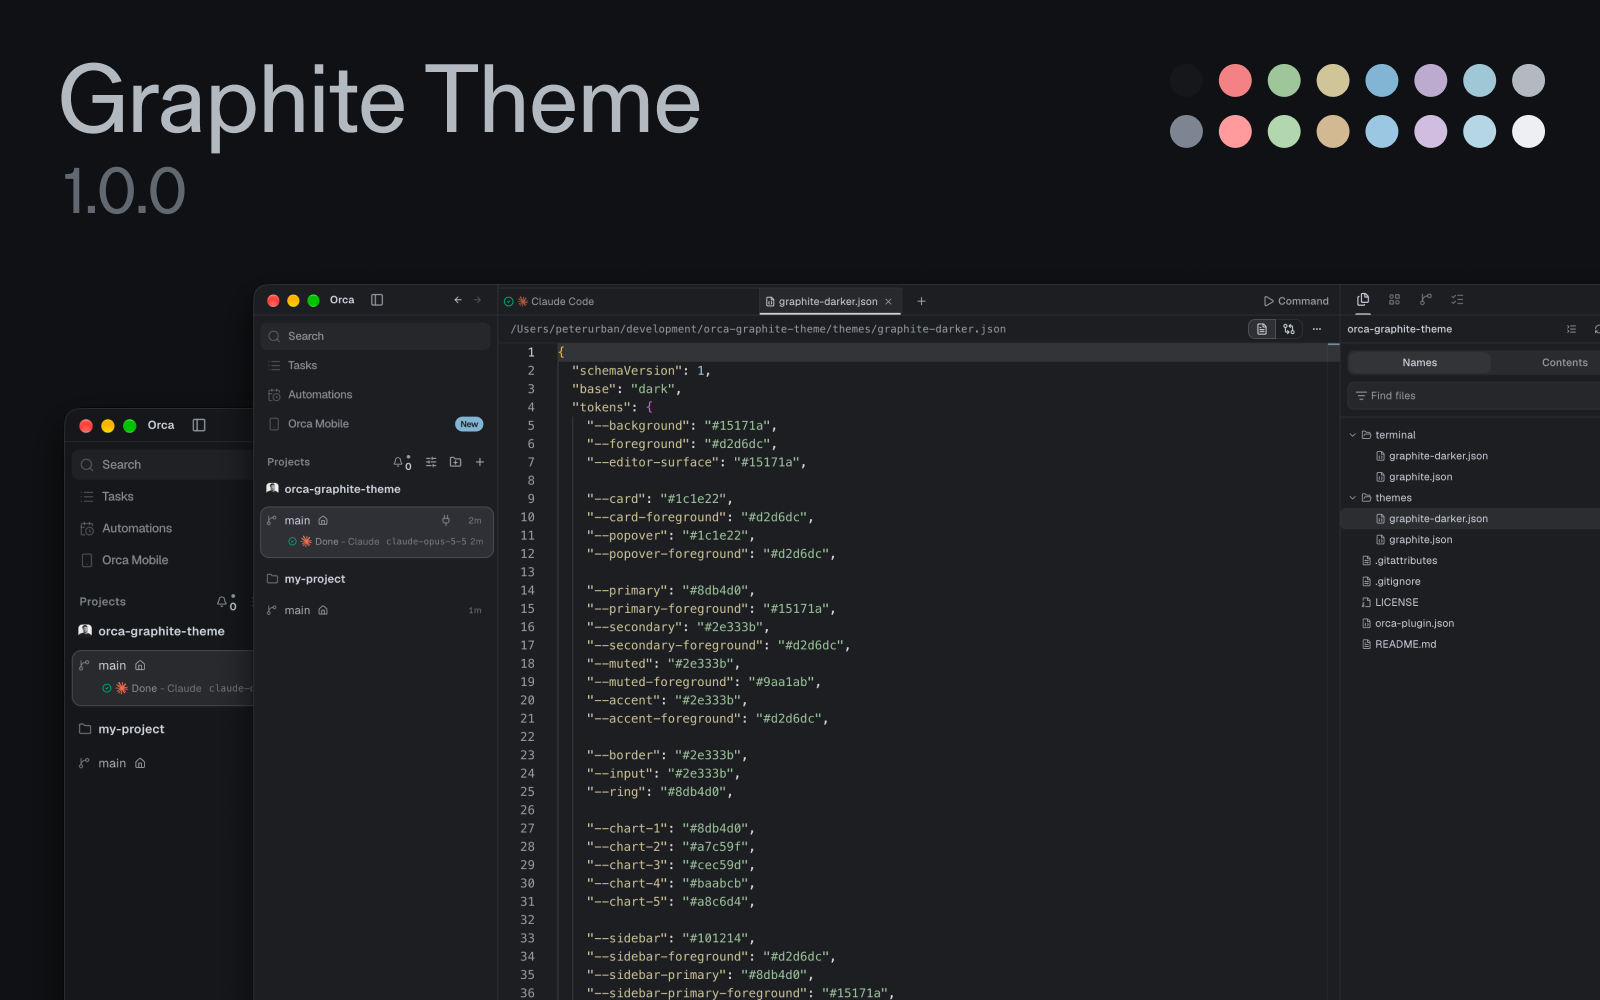 Graphite Theme
1.0.0
Orca
Search
Tasks
Automations
Orca Mobile
Projects
0
orca-graphite-theme
main
Done - Claude claude-
my-project
main
Orca
Search
Tasks
Automations
Orca Mobile New
Projects
0
orca-graphite-theme
main 2m
Done - Claude claude-opus-5-5 2m
my-project
main 1m
Claude Code
graphite-darker.json
Command
/Users/peterurban/development/orca-graphite-theme/themes/graphite-darker.json
1 {
2 "schemaVersion": 1,
3 "base": "dark",
4 "tokens": {
5 "--background": "#15171a",
6 "--foreground": "#d2d6dc",
7 "--editor-surface": "#15171a",
8
9 "--card": "#1c1e22",
10 "--card-foreground": "#d2d6dc",
11 "--popover": "#1c1e22",
12 "--popover-foreground": "#d2d6dc",
13
14 "--primary": "#8db4d0",
15 "--primary-foreground": "#15171a",
16 "--secondary": "#2e333b",
17 "--secondary-foreground": "#d2d6dc",
18 "--muted": "#2e333b",
19 "--muted-foreground": "#9aa1ab",
20 "--accent": "#2e333b",
21 "--accent-foreground": "#d2d6dc",
22
23 "--border": "#2e333b",
24 "--input": "#2e333b",
25 "--ring": "#8db4d0",
26
27 "--chart-1": "#8db4d0",
28 "--chart-2": "#a7c59f",
29 "--chart-3": "#cec59d",
30 "--chart-4": "#baabcb",
31 "--chart-5": "#a8c6d4",
32
33 "--sidebar": "#101214",
34 "--sidebar-foreground": "#d2d6dc",
35 "--sidebar-primary": "#8db4d0",
36 "--sidebar-primary-foreground": "#15171a",
orca-graphite-theme
Names
Contents
Find files
terminal
graphite-darker.json
graphite.json
themes
graphite-darker.json
graphite.json
.gitattributes
.gitignore
LICENSE
orca-plugin.json
README.md